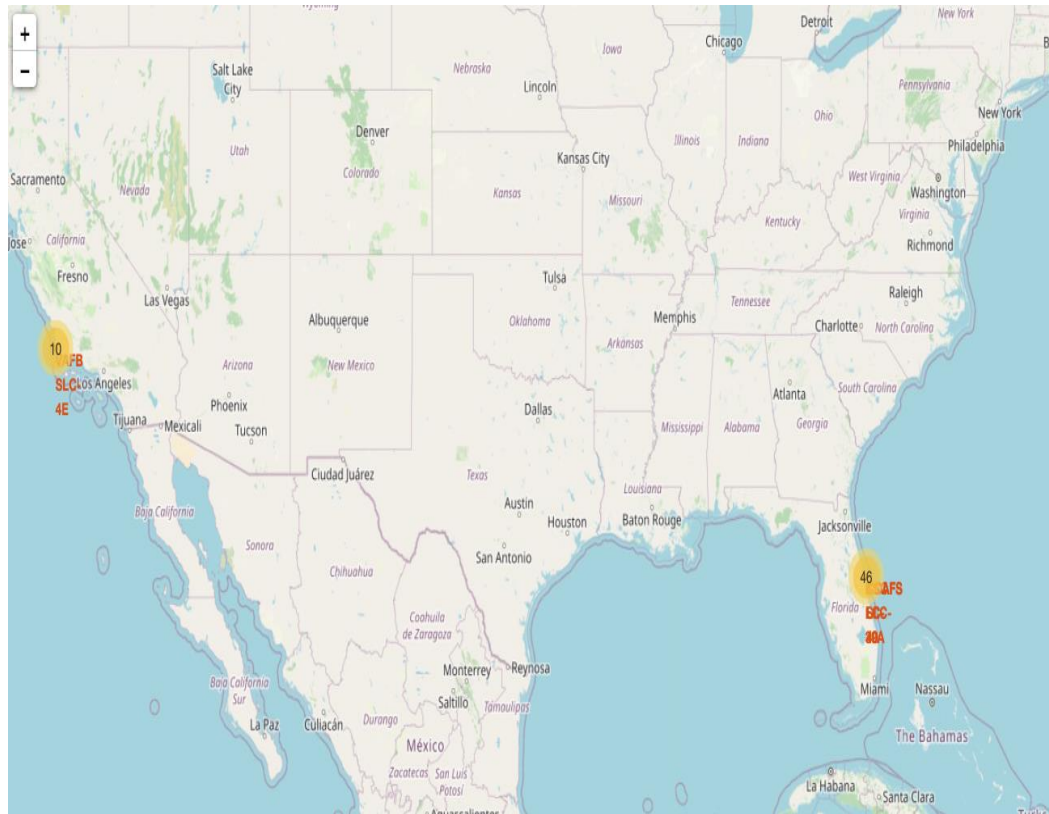 Wyoming
New York
Detroit
Chicago
Iowa
+
−
Salt Lake
City
Nebraska
Lincoln
Pennsylvania
New York
Ohio
Illinois
Indiana
Denver
Utah
Colorado
Philadelphia
Kansas City
Sacramento
Nevada
Kansas
Missouri
West Virginia
Washington
Kentucky
Virginia
Richmond
Jose
California
Fresno
Tulsa
Las Vegas
Raleigh
Tennessee
Albuquerque
Oklahoma
Memphis
Charlotte
North Carolina
Arkansas
10
Arizona
New Mexico
SLC-
Los Angeles
4E
South Carolina
Atlanta
Phoenix
Dallas
Tijuana
Mexicali
Tucson
Mississippi
Alabama
Georgia
Ciudad Juárez
Texas
Louisiana
Austin
Baja California
Houston
Baton Rouge
Jacksonville
Sonora
San Antonio
Chihuahua
46
Florida
Coahuila
de Zaragoza
Monterrey
Reynosa
Baja California
Sur
Saltillo
Tamaulipas
Miami
Nassau
La Paz
Culiacán
Durango
The Bahamas
México
Zacatecas
San Luis
Potosí
La Habana
Santa Clara
Aguascalientes